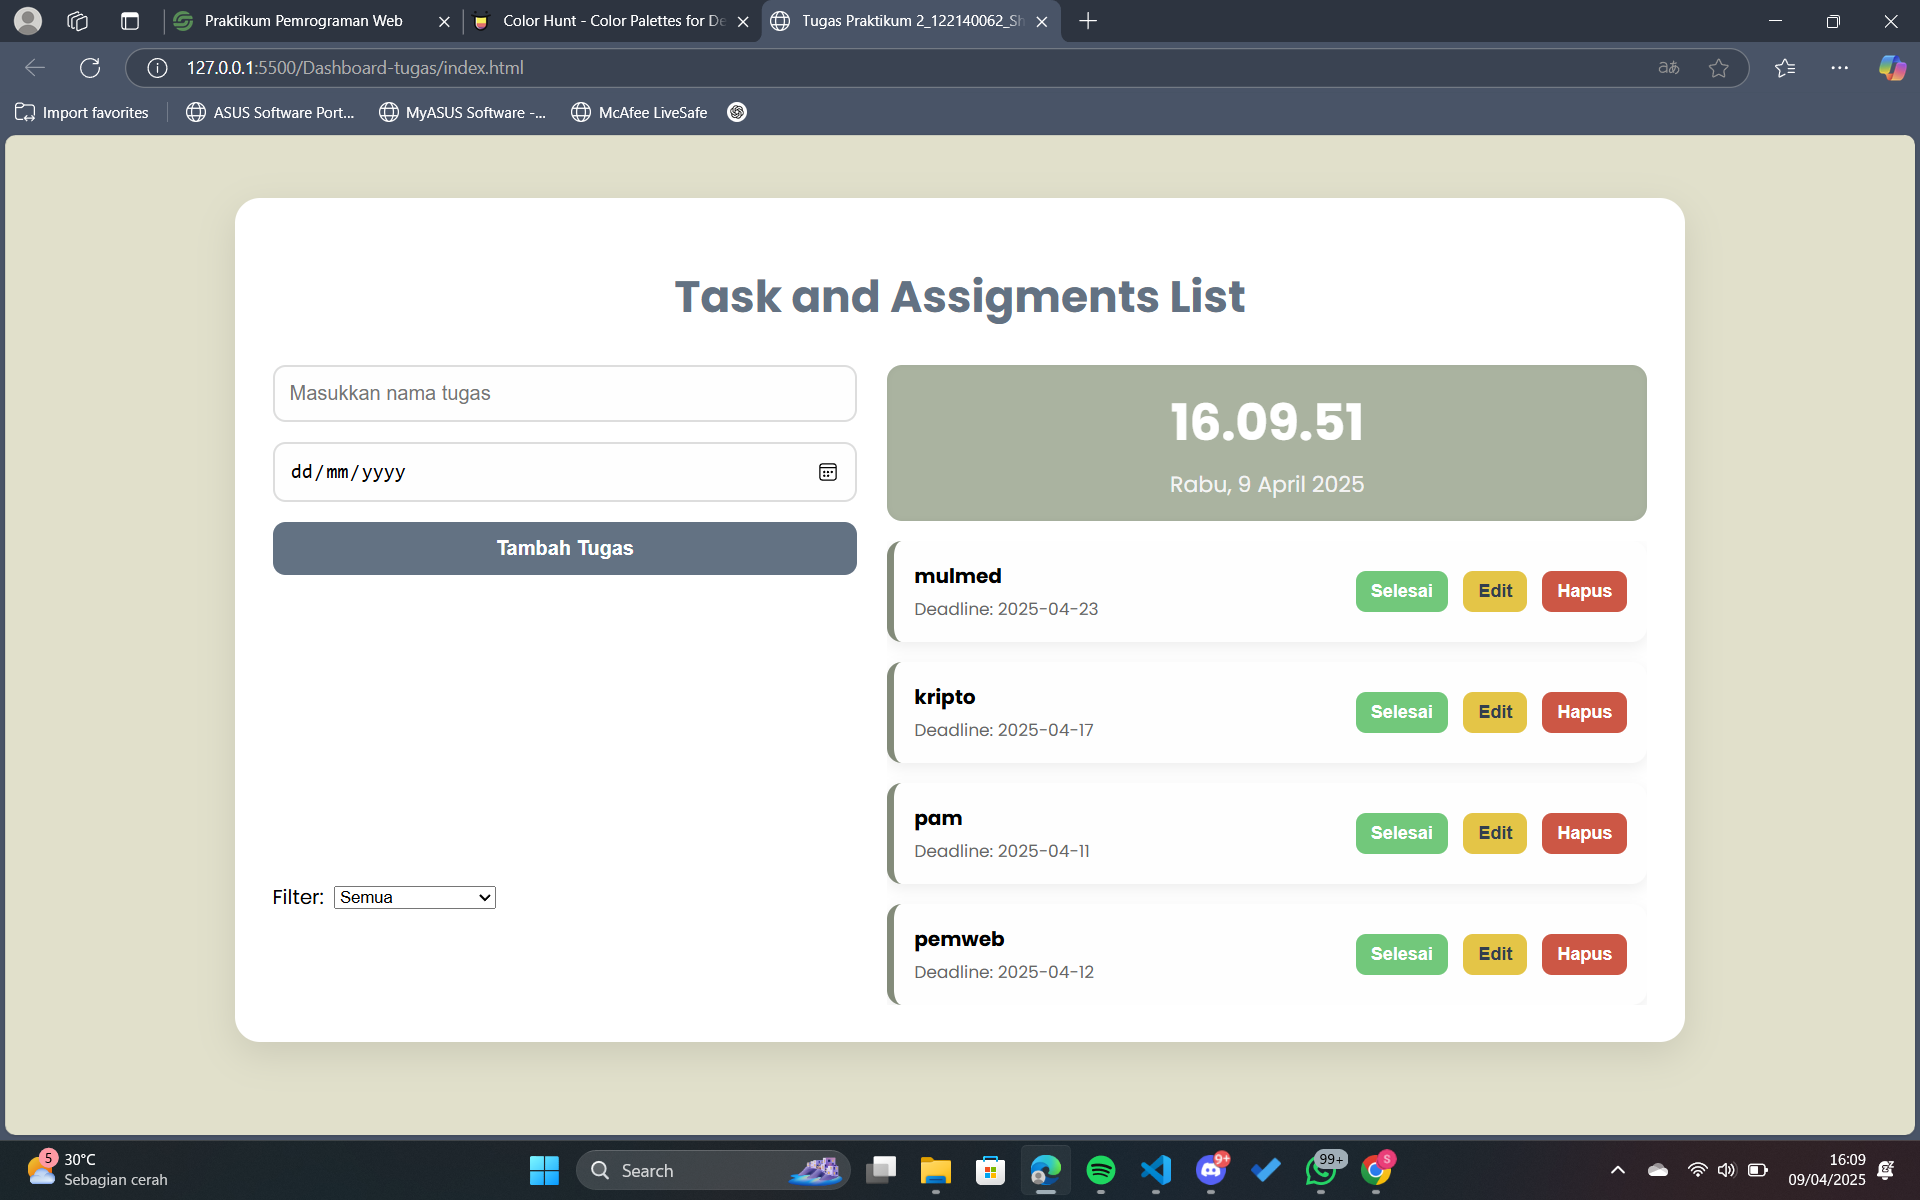 Praktikum Pemrograman Web
Color Hunt - Color Palettes for De
Tugas Praktikum 2_122140062_Sh
127.0.0.1:5500/Dashboard-tugas/index.html
Import favorites
ASUS Software Port...
MyASUS Software -...
McAfee LiveSafe
Task and Assigments List
Masukkan nama tugas
dd/mm/yyyy
Tambah Tugas
Filter:
Semua
16.09.51
Rabu, 9 April 2025
mulmed
Deadline: 2025-04-23
Selesai
Edit
Hapus
kripto
Deadline: 2025-04-17
Selesai
Edit
Hapus
pam
Deadline: 2025-04-11
Selesai
Edit
Hapus
pemweb
Deadline: 2025-04-12
Selesai
Edit
Hapus
5
30°C
Sebagian cerah
Search
9+
99+
S
16:09
09/04/2025